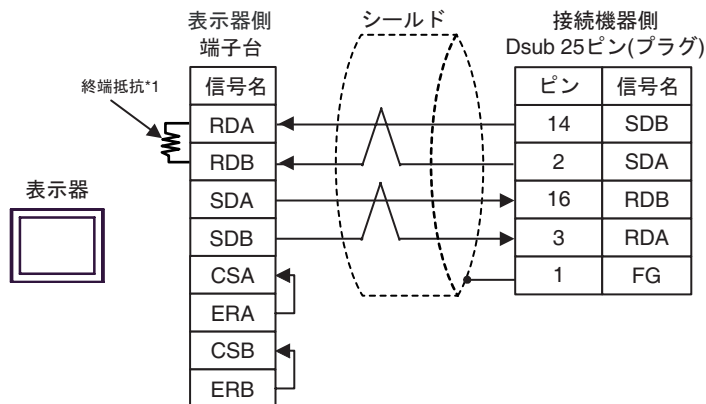 表示器側
端子台
シールド
接続機器側
Dsub 25ピン(プラグ)
終端抵抗*1
表示器
信号名
RDA
RDB
SDA
SDB
CSA
ERA
CSB
ERB
ピン 信号名
14 SDB
2 SDA
16 RDB
3 RDA
1 FG